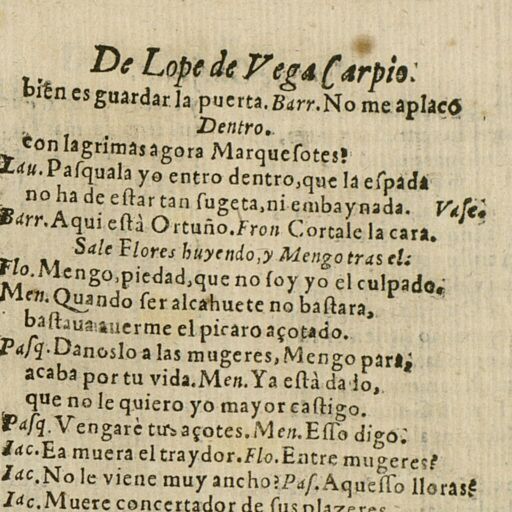 De Lope de Vega Carpio.
bien es guardar la puerta. Barr. No me aplaco
Dentro.
con lagrimas agora Marquesotes?
Lau. Pasquala yo entro dentro, que la espada
no ha de estar tan sugeta, ni embaynada. Vase.
Barr. Aqui està Ortuño. Fron Cortale la cara.
Sale Flores huyendo, y Mengo tras el.
Flo. Mengo, piedad, que no soy yo el culpado.
Men. Quando ser alcahuete no bastara,
bastaua auerme el picaro açotado.
Pasq. Danoslo a las mugeres, Mengo para,
acaba por tu vida. Men. Ya està dado,
que no le quiero yo mayor castigo.
Pasq. Vengarè tus açotes. Men. Esso digo.
Iac. Ea muera el traydor. Flo. Entre mugeres?
Iac. No le viene muy ancho? Pas. Aquesso lloras?
Iac. Muere concertador de sus plazeres